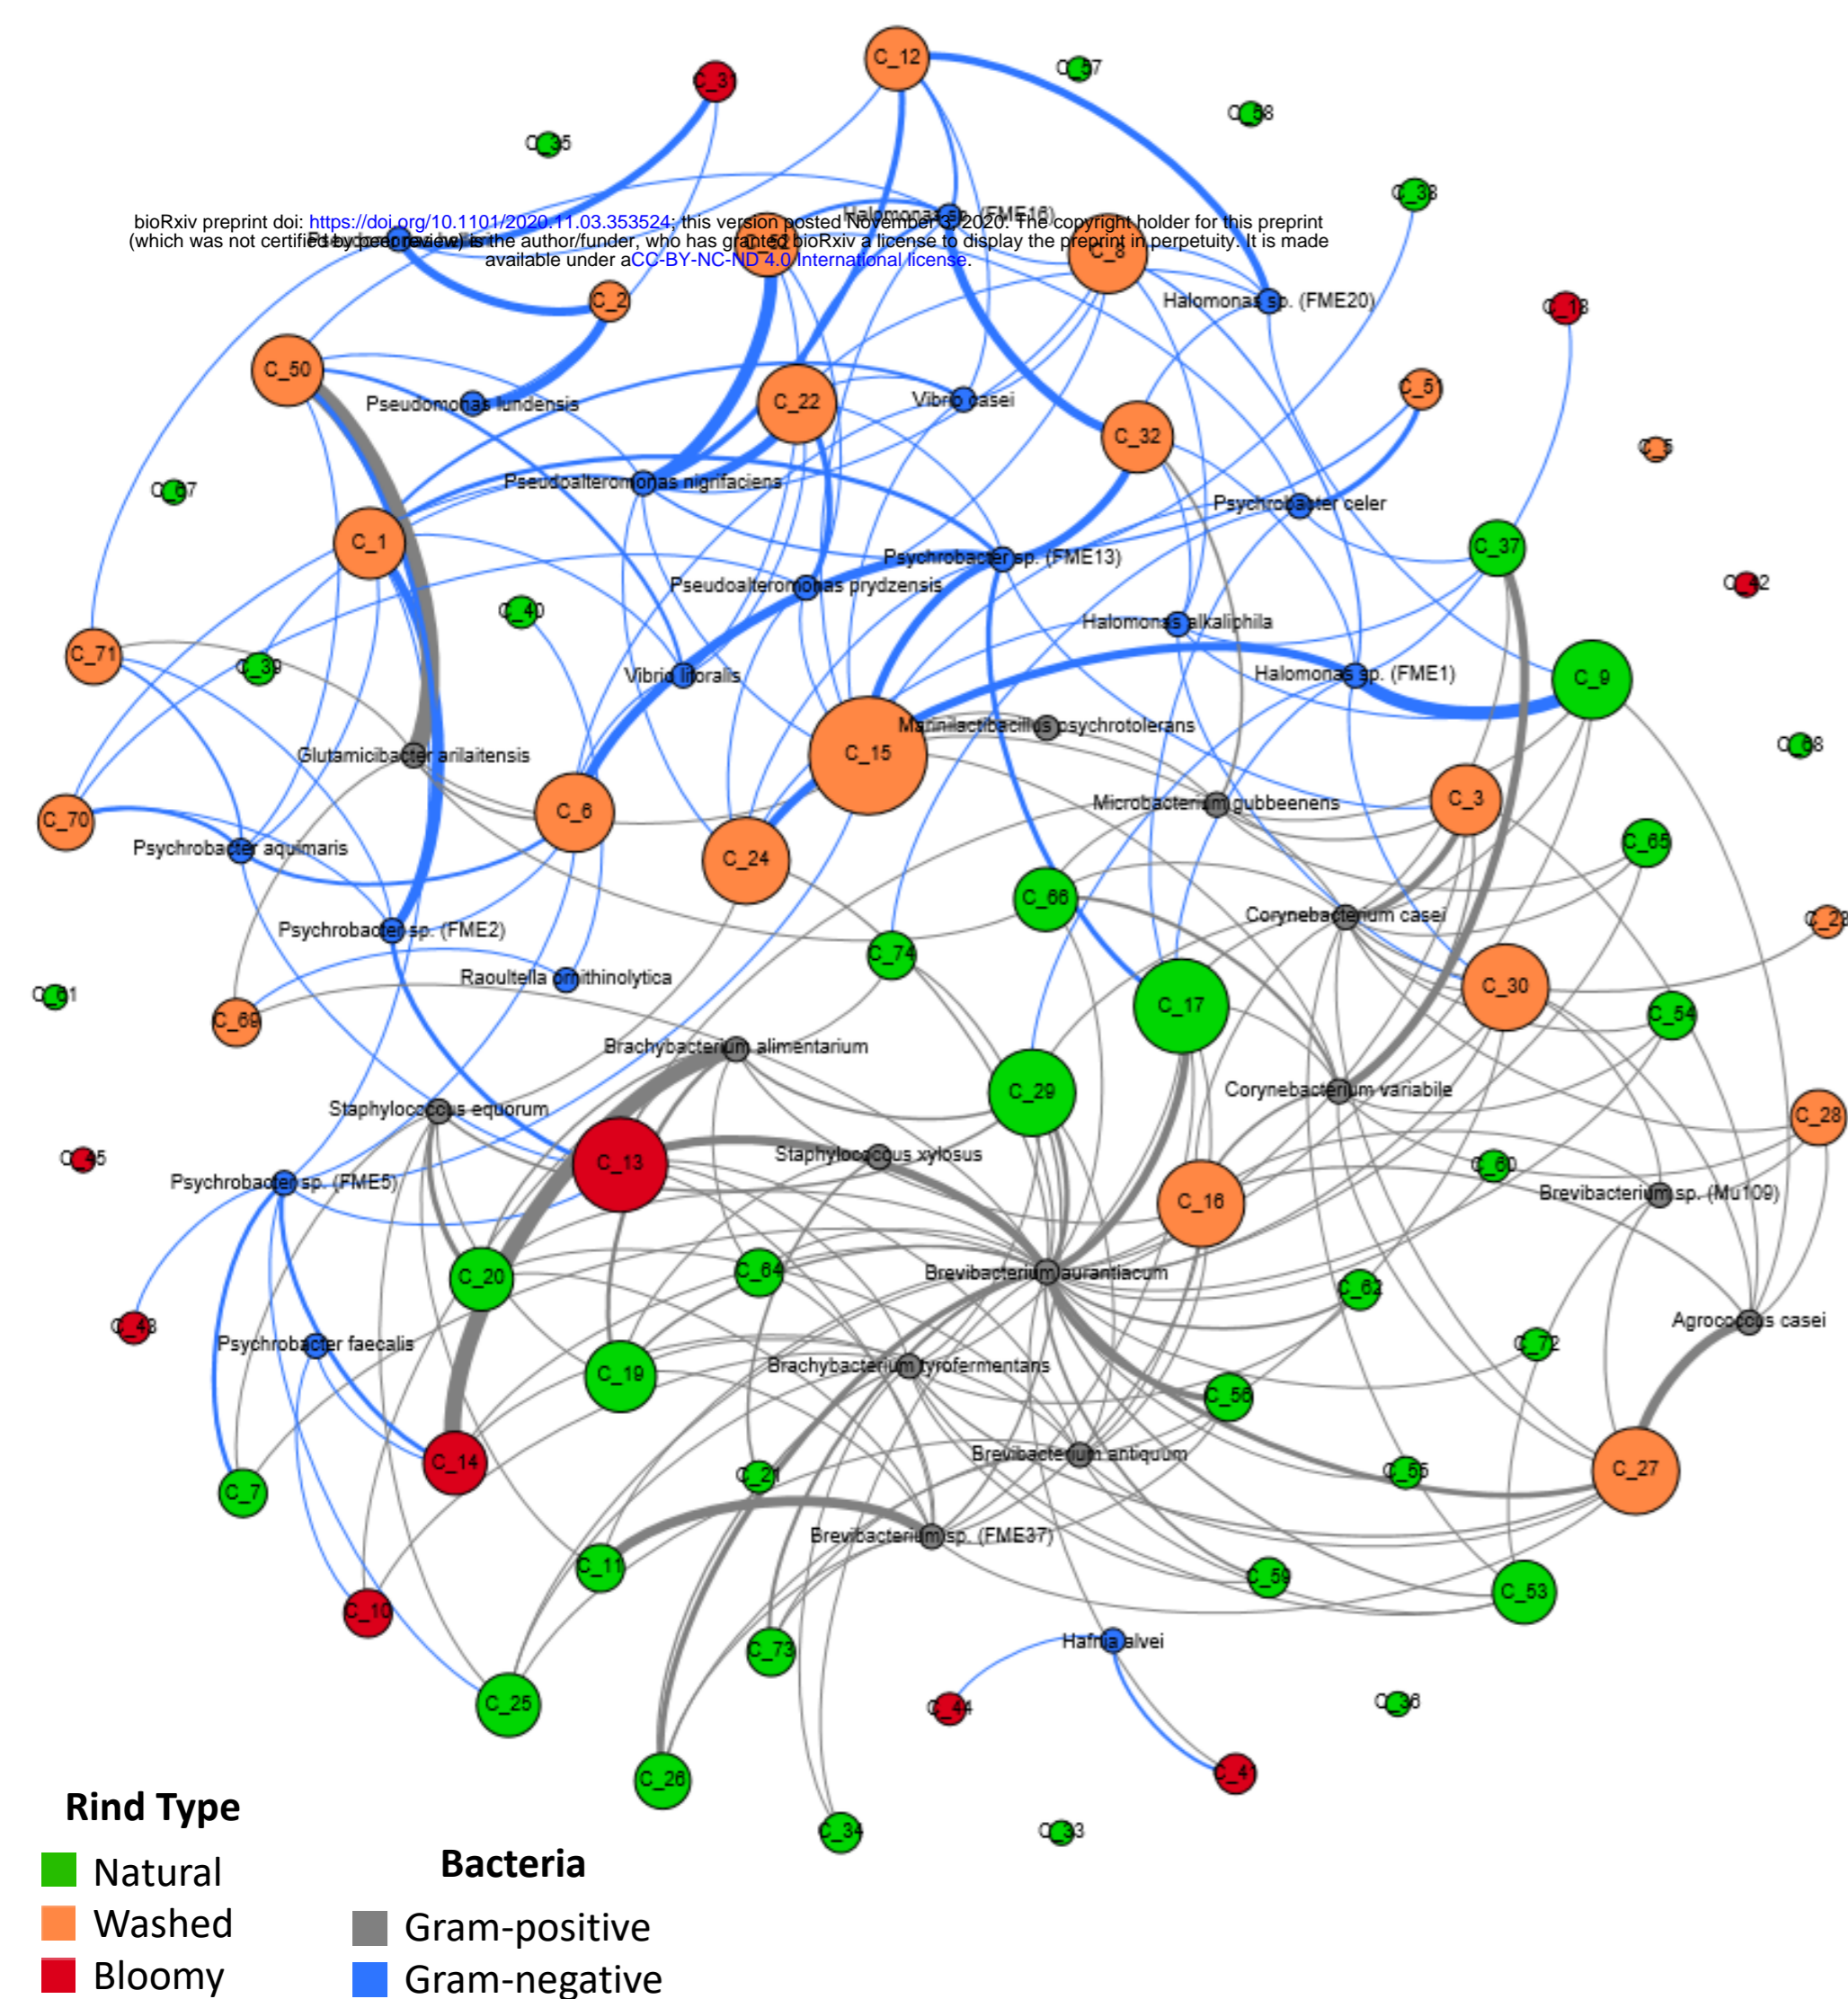 C_12
C_57
C_31
C_58
C_35
C_38
bioRxiv preprint doi: https://doi.org/10.1101/2020.11.03.353524; this version posted November 3, 2020. The copyright holder for this preprint
(which was not certified by peer review) is the author/funder, who has granted bioRxiv a license to display the preprint in perpetuity. It is made
available under aCC-BY-NC-ND 4.0 International license.
Halomonas sp. (FME16)
C_52
C_8
C_2
Halomonas sp. (FME20)
C_18
C_50
C_51
Pseudomonas lundensis
C_22
Vibrio casei
C_32
C_5
Pseudoalteromonas nigrifaciens
C_67
Psychrobacter celer
C_1
C_37
Psychrobacter sp. (FME13)
Pseudoalteromonas prydzensis
C_42
C_40
Halomonas alkaliphila
C_71
C_39
Vibrio litoralis
Halomonas sp. (FME1)
C_9
Marinilactibacillus psychrotolerans
C_68
Glutamicibacter arilaitensis
C_15
C_6
Microbacterium gubbeenens
C_3
C_70
Psychrobacter aquimaris
C_24
C_65
C_66
Corynebacterium casei
Psychrobacter sp. (FME2)
C_74
Raoultella ornithinolytica
C_30
C_61
C_17
C_54
C_69
Brachybacterium alimentarium
C_29
Corynebacterium variabile
Staphylococcus equorum
C_28
C_45
C_13
Staphylococcus xylosus
C_60
Psychrobacter sp. (FME5)
C_16
Brevibacterium sp. (Mu109)
C_20
C_64
Brevibacterium aurantiacum
C_62
C_43
Psychrobacter faecalis
Agrococcus casei
C_72
C_19
Brachybacterium tyrofermentans
C_56
C_14
Brevibacterium antiquum
C_21
C_55
C_27
C_7
Brevibacterium sp. (FME37)
C_11
C_59
C_53
C_10
C_73
Hafnia alvei
C_25
C_44
C_36
C_26
C_41
C_34
C_33
Rind Type
Natural
Washed
Bloomy
Bacteria
Gram-positive
Gram-negative